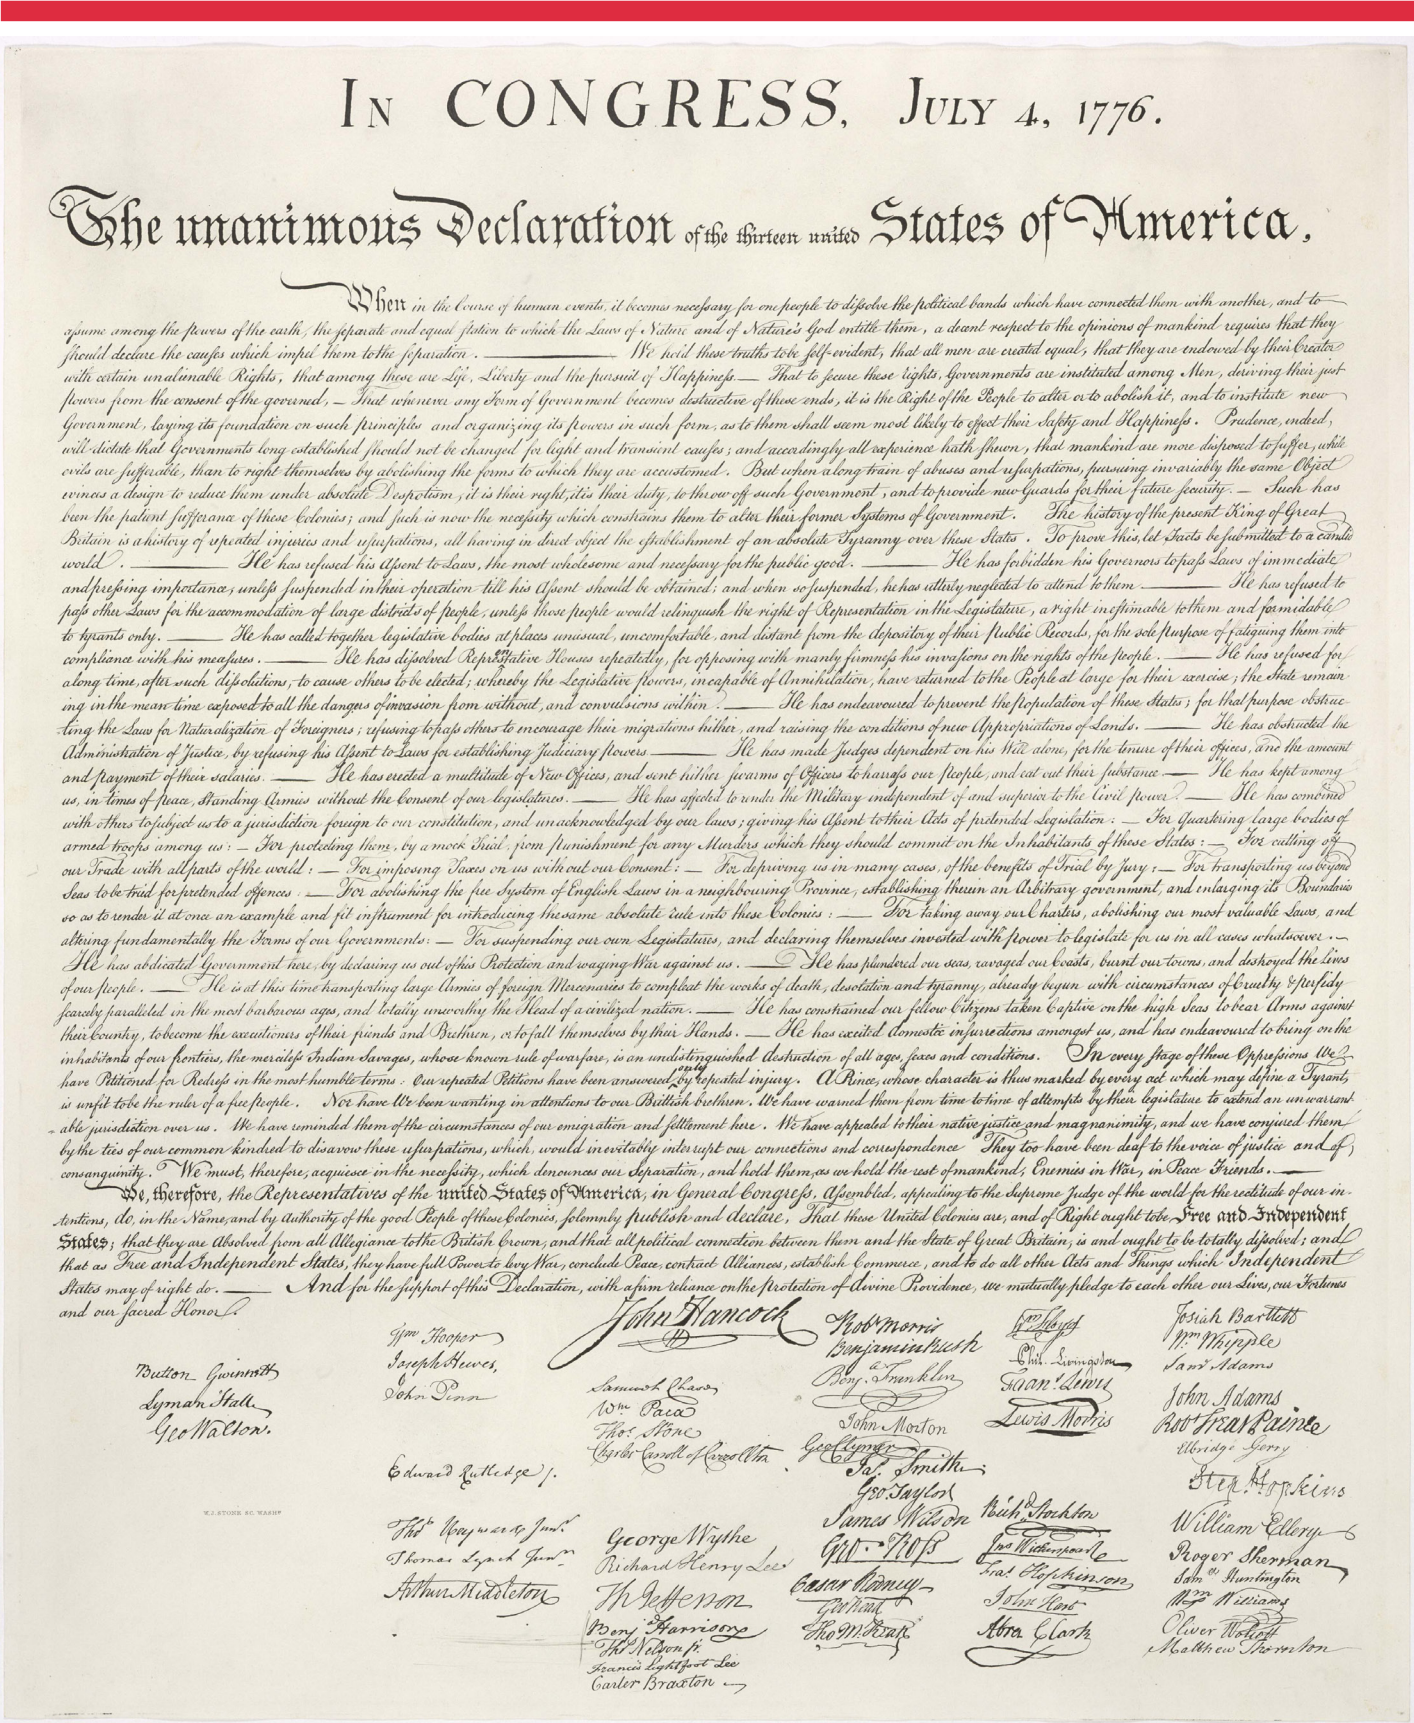 In CONGRESS, July 4, 1776.
The unanimous Declaration of the thirteen united States of America,
When in the Course of human events, it becomes necessary for one people to dissolve the political bands which have connected them with another, and to
assume among the powers of the earth, the separate and equal station to which the Laws of Nature and of Nature's God entitle them, a decent respect to the opinions of mankind requires that they
should declare the causes which impel them to the separation. We hold these truths to be self-evident, that all men are created equal, that they are endowed by their Creator
with certain unalienable Rights, that among these are Life, Liberty and the pursuit of Happiness.— That to secure these rights, Governments are instituted among Men, deriving their just
powers from the consent of the governed, — That whenever any Form of Government becomes destructive of these ends, it is the Right of the People to alter or to abolish it, and to institute new
Government, laying its foundation on such principles and organizing its powers in such form, as to them shall seem most likely to effect their Safety and Happiness. Prudence, indeed,
will dictate that Governments long established should not be changed for light and transient causes; and accordingly all experience hath shewn, that mankind are more disposed to suffer, while
evils are sufferable, than to right themselves by abolishing the forms to which they are accustomed. But when a long train of abuses and usurpations, pursuing invariably the same Object
evinces a design to reduce them under absolute Despotism, it is their right, it is their duty, to throw off such Government, and to provide new Guards for their future security. — Such has
been the patient sufferance of these Colonies; and such is now the necessity which constrains them to alter their former Systems of Government. The history of the present King of Great
Britain is a history of repeated injuries and usurpations, all having in direct object the establishment of an absolute Tyranny over these States. To prove this, let Facts be submitted to a candid
world. — He has refused his Assent to Laws, the most wholesome and necessary for the public good. — He has forbidden his Governors to pass Laws of immediate
and pressing importance, unless suspended in their operation till his Assent should be obtained; and when so suspended, he has utterly neglected to attend to them. — He has refused to
pass other Laws for the accommodation of large districts of people, unless those people would relinquish the right of Representation in the Legislature, a right inestimable to them and formidable
to tyrants only. — He has called together legislative bodies at places unusual, uncomfortable, and distant from the depository of their Public Records, for the sole purpose of fatiguing them into
compliance with his measures. — He has dissolved Representative Houses repeatedly, for opposing with manly firmness his invasions on the rights of the people. — He has refused for
a long time, after such dissolutions, to cause others to be elected; whereby the Legislative powers, incapable of Annihilation, have returned to the People at large for their exercise; the State remain
ing in the mean time exposed to all the dangers of invasion from without, and convulsions within. — He has endeavoured to prevent the population of these States; for that purpose obstruc-
ting the Laws for Naturalization of Foreigners; refusing to pass others to encourage their migrations hither, and raising the conditions of new Appropriations of Lands. — He has obstructed the
Administration of Justice, by refusing his Assent to Laws for establishing Judiciary powers. — He has made Judges dependent on his Will alone, for the tenure of their offices, and the amount
and payment of their salaries. — He has erected a multitude of New Offices, and sent hither swarms of Officers to harrass our people, and eat out their substance. — He has kept among
us, in times of peace, Standing Armies without the Consent of our legislatures. — He has affected to render the Military independent of and superior to the Civil power. — He has combined
with others to subject us to a jurisdiction foreign to our constitution, and unacknowledged by our laws; giving his Assent to their Acts of pretended Legislation: — For Quartering large bodies of
armed troops among us: — For protecting them, by a mock Trial, from punishment for any Murders which they should commit on the Inhabitants of these States: — For cutting off
our Trade with all parts of the world: — For imposing Taxes on us without our Consent: — For depriving us in many cases, of the benefits of Trial by Jury: — For transporting us beyond
Seas to be tried for pretended offences — For abolishing the free System of English Laws in a neighbouring Province, establishing therein an Arbitrary government, and enlarging its Boundaries
so as to render it at once an example and fit instrument for introducing the same absolute rule into these Colonies: — For taking away our Charters, abolishing our most valuable Laws, and
altering fundamentally the Forms of our Governments: — For suspending our own Legislatures, and declaring themselves invested with power to legislate for us in all cases whatsoever. —
He has abdicated Government here, by declaring us out of his Protection and waging War against us. — He has plundered our seas, ravaged our Coasts, burnt our towns, and destroyed the lives
of our people. — He is at this time transporting large Armies of foreign Mercenaries to compleat the works of death, desolation and tyranny, already begun with circumstances of Cruelty & perfidy
scarcely paralleled in the most barbarous ages, and totally unworthy the Head of a civilized nation. — He has constrained our fellow Citizens taken Captive on the high Seas to bear Arms against
their Country, to become the executioners of their friends and Brethren, or to fall themselves by their Hands. — He has excited domestic insurrections amongst us, and has endeavoured to bring on the
inhabitants of our frontiers, the merciless Indian Savages, whose known rule of warfare, is an undistinguished destruction of all ages, sexes and conditions. In every stage of these Oppressions We
have Petitioned for Redress in the most humble terms: Our repeated Petitions have been answered only by repeated injury. A Prince, whose character is thus marked by every act which may define a Tyrant,
is unfit to be the ruler of a free people. Nor have We been wanting in attentions to our Brittish brethren. We have warned them from time to time of attempts by their legislature to extend an unwarrant-
able jurisdiction over us. We have reminded them of the circumstances of our emigration and settlement here. We have appealed to their native justice and magnanimity, and we have conjured them
by the ties of our common kindred to disavow these usurpations, which, would inevitably interrupt our connections and correspondence They too have been deaf to the voice of justice and of
consanguinity. We must, therefore, acquiesce in the necessity, which denounces our Separation, and hold them, as we hold the rest of mankind, Enemies in War, in Peace Friends. —
We, therefore, the Representatives of the united States of America, in General Congress, Assembled, appealing to the Supreme Judge of the world for the rectitude of our in-
tentions, do, in the Name, and by Authority of the good People of these Colonies, solemnly publish and declare, That these United Colonies are, and of Right ought to be Free and Independent
States; that they are Absolved from all Allegiance to the British Crown, and that all political connection between them and the State of Great Britain, is and ought to be totally dissolved; and
that as Free and Independent States, they have full Power to levy War, conclude Peace, contract Alliances, establish Commerce, and to do all other Acts and Things which Independent
States may of right do. — And for the support of this Declaration, with a firm reliance on the protection of divine Providence, we mutually pledge to each other our Lives, our Fortunes
and our sacred Honor.
Button Gwinnett
Lyman Hall
Geo Walton.
Wm Hooper
Joseph Hewes,
John Penn
Edward Rutledge /.
Thos Heyward Junr.
Thomas Lynch Junr.
Arthur Middleton
John Hancock
Samuel Chase
Wm Paca
Thos Stone
Charles Carroll of Carrollton
George Wythe
Richard Henry Lee
Th Jefferson
Benj Harrison
Thos Nelson jr.
Francis Lightfoot Lee
Carter Braxton
Robt Morris
Benjamin Rush
Benj. Franklin
John Morton
Geo Clymer
Jas. Smith
Geo. Taylor
James Wilson
Geo. Ross
Caesar Rodney
Geo Read
Tho M:Kean
Wm Floyd
Phil. Livingston
Frans. Lewis
Lewis Morris
Richd Stockton
Jno Witherspoon
Fras Hopkinson
John Hart
Abra Clark
Josiah Bartlett
Wm Whipple
Saml Adams
John Adams
Robt Treat Paine
Elbridge Gerry
Step. Hopkins
William Ellery
Roger Sherman
Saml Huntington
Wm Williams
Oliver Wolcott
Matthew Thornton
W.J. STONE SC. WASHN